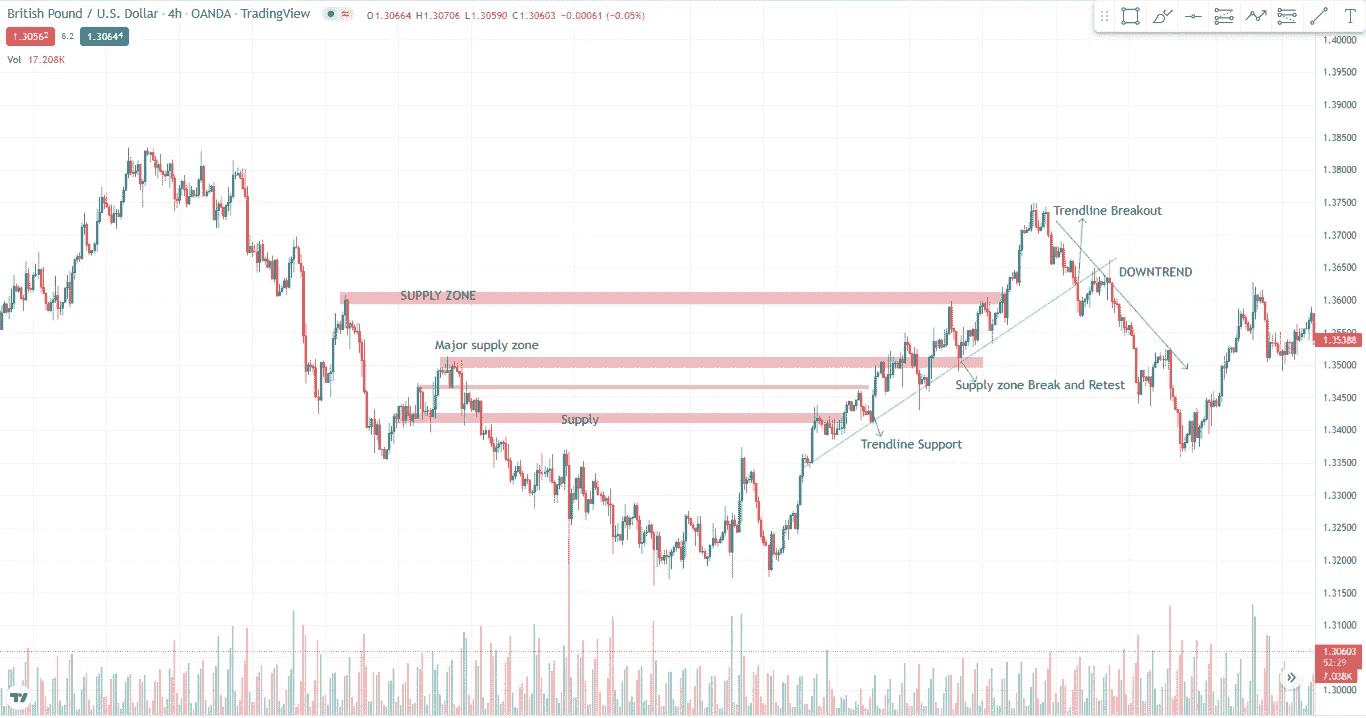 British Pound / U.S. Dollar · 4h · OANDA · TradingView O1.30664 H1.30706 L1.30590 C1.30603 −0.00061 (−0.05%)
1.30562 8.2 1.30644
Vol 17.208K
T
1.40000
1.39500
1.39000
1.38500
1.38000
1.37500
Trendline Breakout
1.37000
1.36500
DOWNTREND
SUPPLY ZONE
1.36000
1.35500
1.35388
Major supply zone
1.35000
Supply zone Break and Retest
1.34500
Supply
1.34000
Trendline Support
1.33500
1.33000
1.32500
1.32000
1.31500
1.31000
1.30603
52:29
7.038K
1.30000